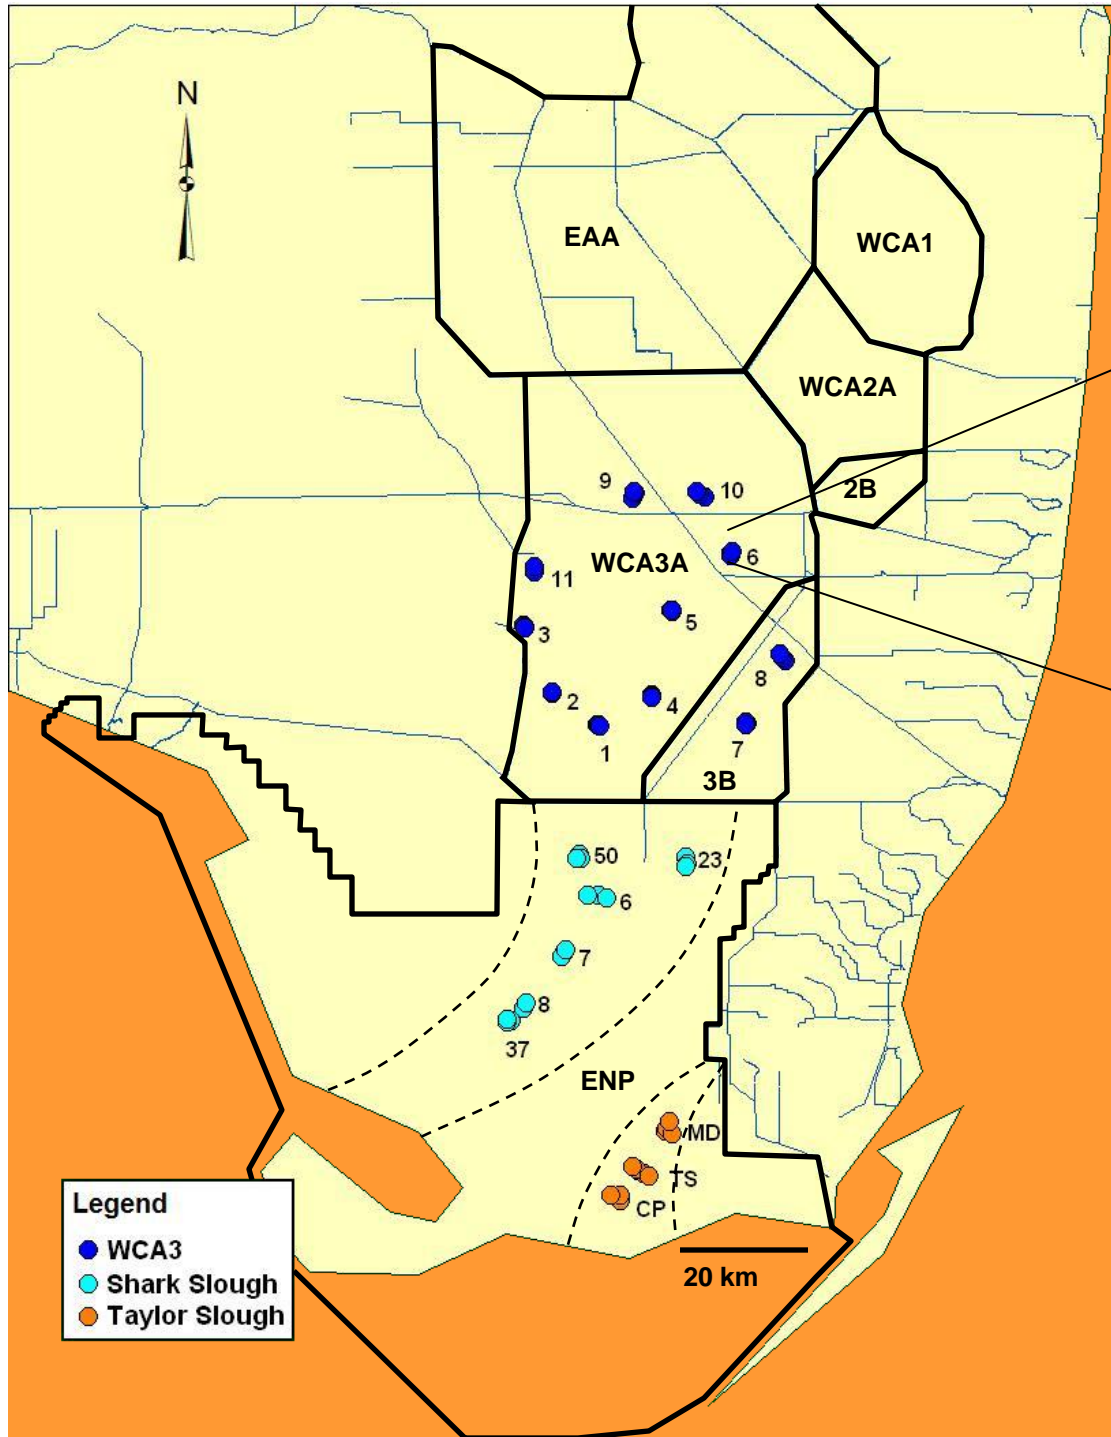 N
EAA
WCA1
WCA2A
2B
9
10
WCA3A
6
11
5
3
8
2
4
1
7
3B
50
23
6
7
8
37
ENP
MD
TS
CP
20 km
Legend
WCA3
Shark Slough
Taylor Slough